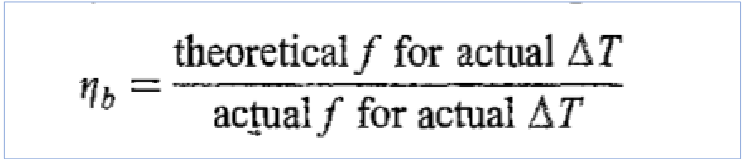 η_b = theoretical f for actual ΔT
actual f for actual ΔT